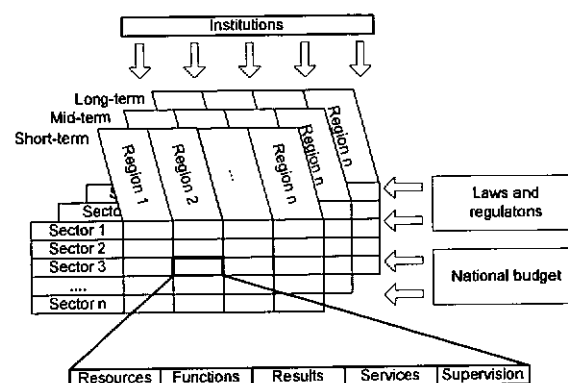 Institutions
Long-term
Mid-term
Short-term
Region 1
Region 2
...
Region n
Region n
Region n
S
Sector
Sector 1
Sector 2
Sector 3
....
Sector n
Laws and
regulatons
National budget
Resources Functions Results Services Supervision